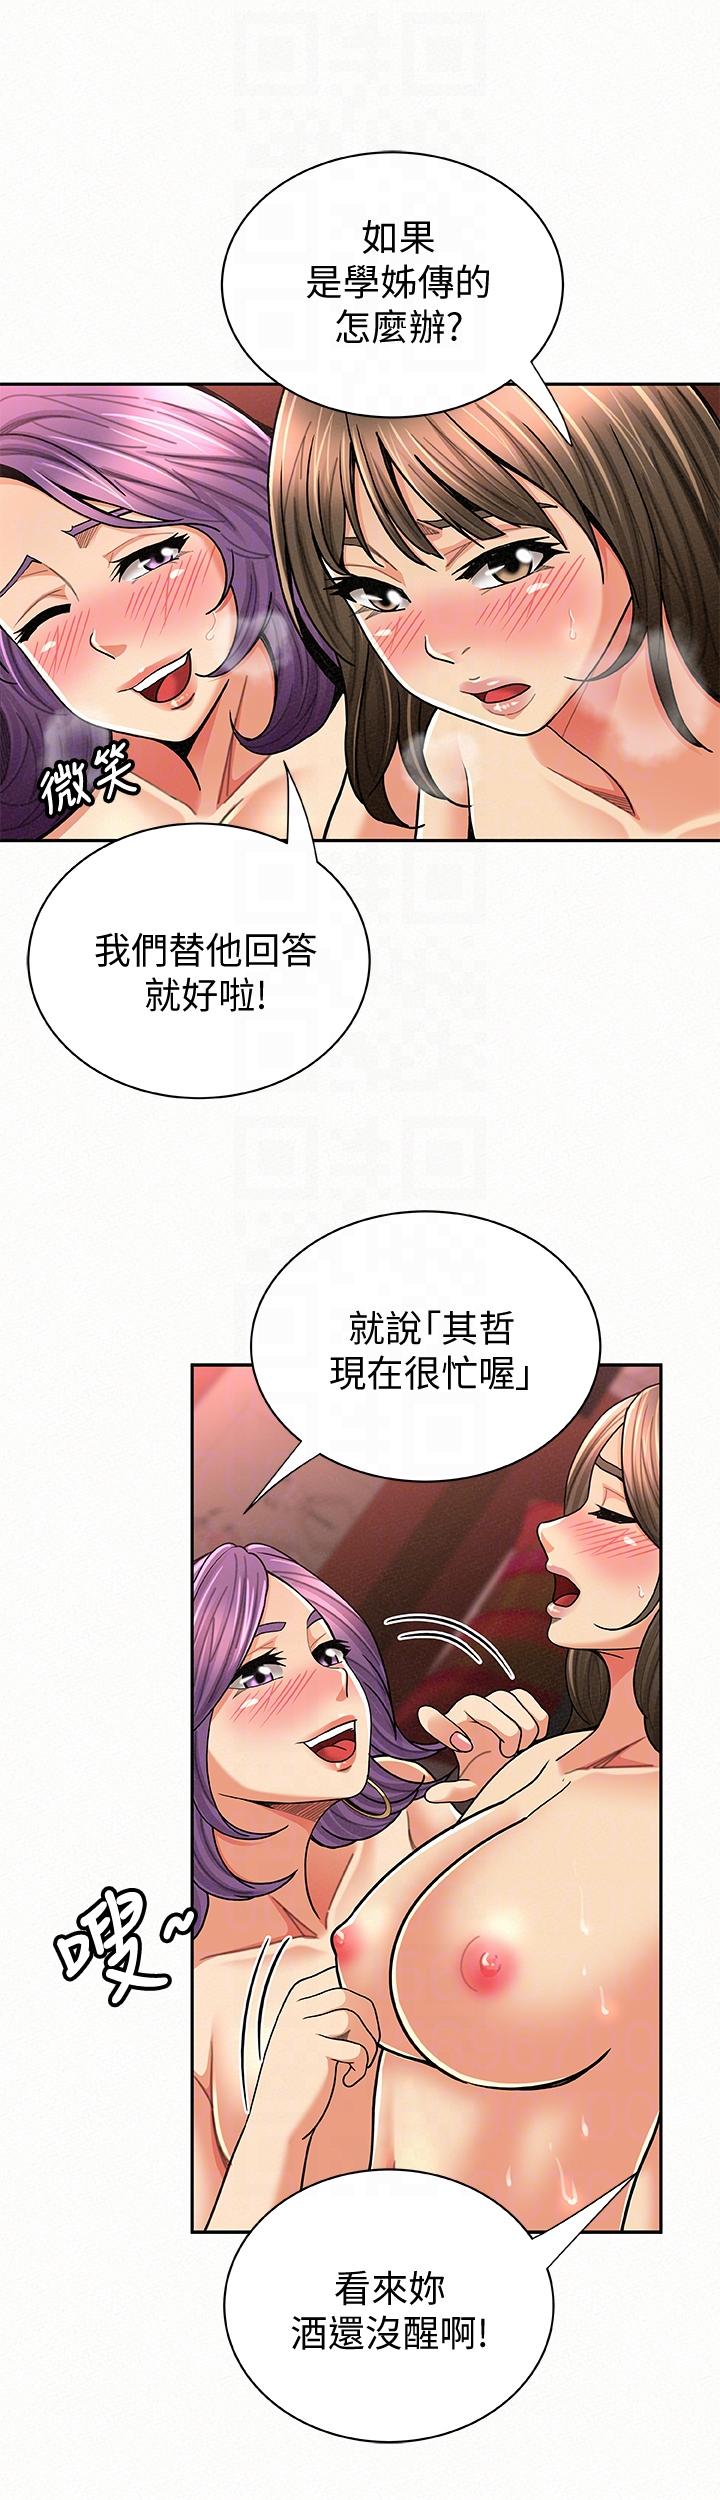 如果
是學姊傳的
怎麼辦?
微笑
我們替他回答
就好啦!
就說「其哲
現在很忙喔」
嗖~
看來妳
酒還沒醒啊!